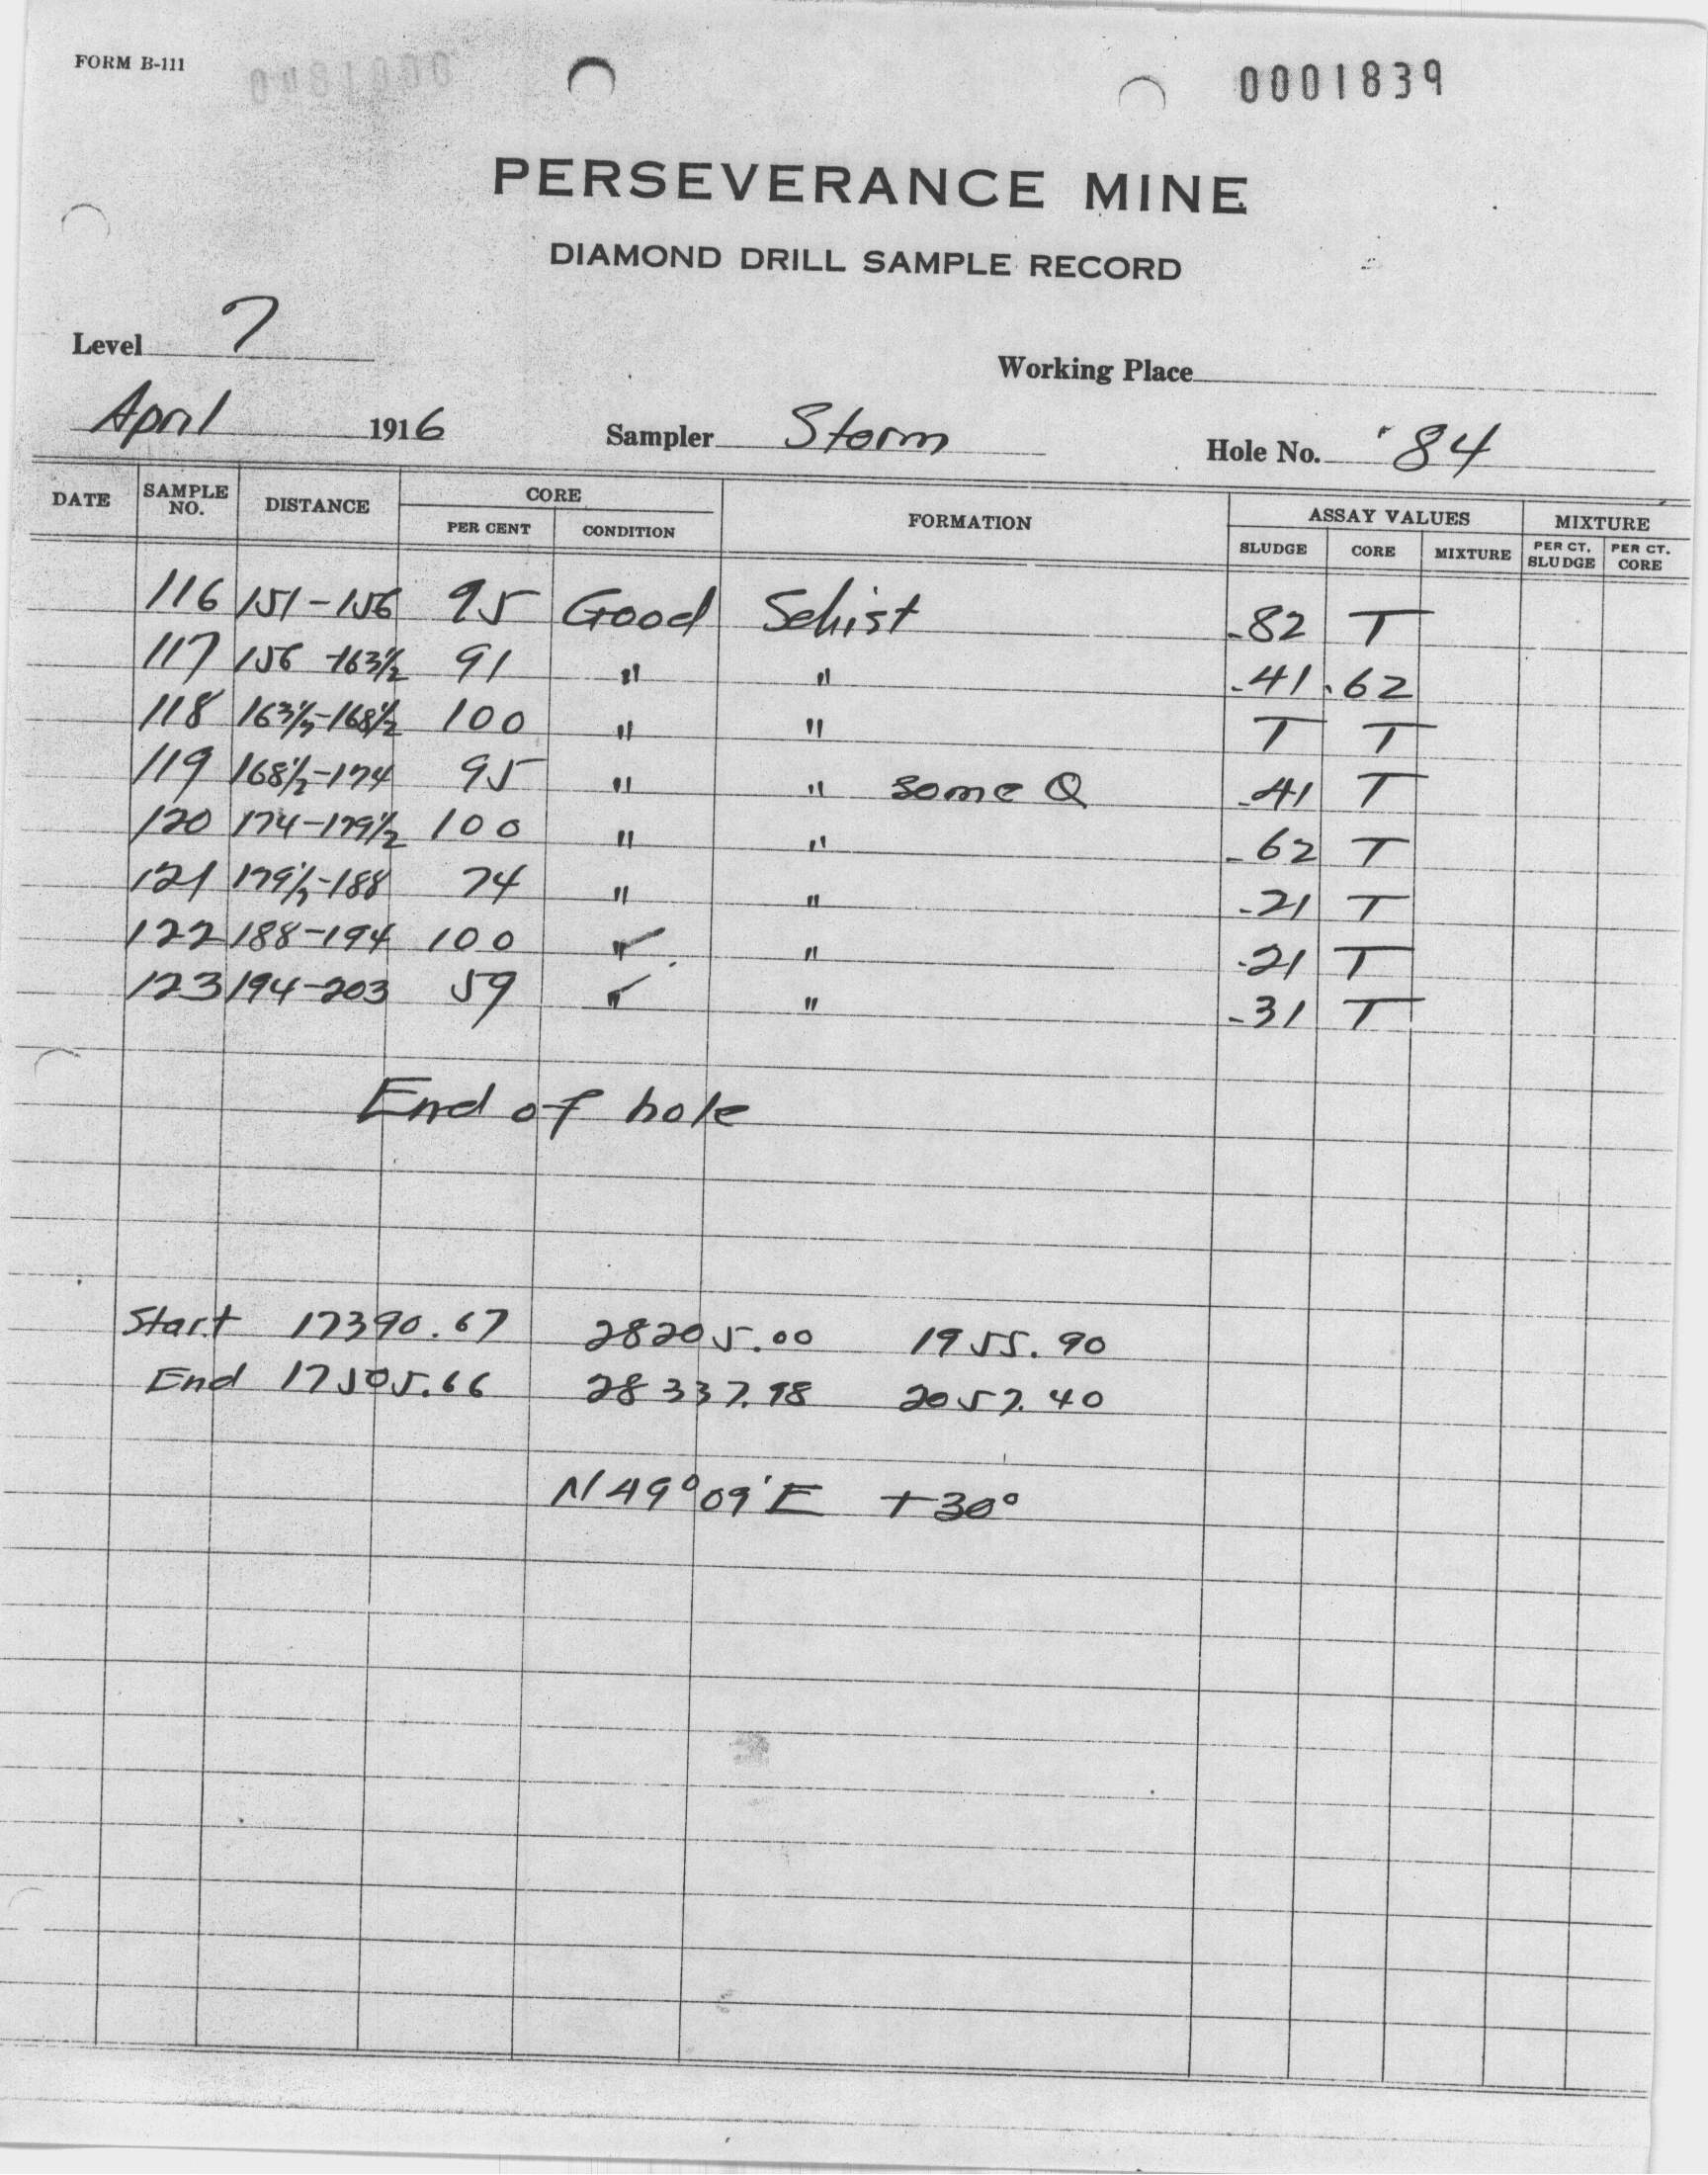 FORM B-111
0001839
PERSEVERANCE MINE
DIAMOND DRILL SAMPLE RECORD
Level 7 Working Place
April 1916 Sampler Storm Hole No. 84
DATE SAMPLE NO. DISTANCE CORE PER CENT CONDITION FORMATION ASSAY VALUES SLUDGE CORE MIXTURE MIXTURE PER CT. SLUDGE PER CT. CORE
116 151-156 95 Good Schist .82 T
117 156-163½ 91 " " .41 .62
118 163½-168½ 100 " " T T
119 168½-174 95 " " some Q .41 T
120 174-179½ 100 " " .62 T
121 179½-188 74 " " .21 T
122 188-194 100 " " .21 T
123 194-203 59 " " .31 T
End of hole
Start 17390.67 28205.00 1955.90
End 17505.66 28337.98 2057.40
N 49°09'E +30°